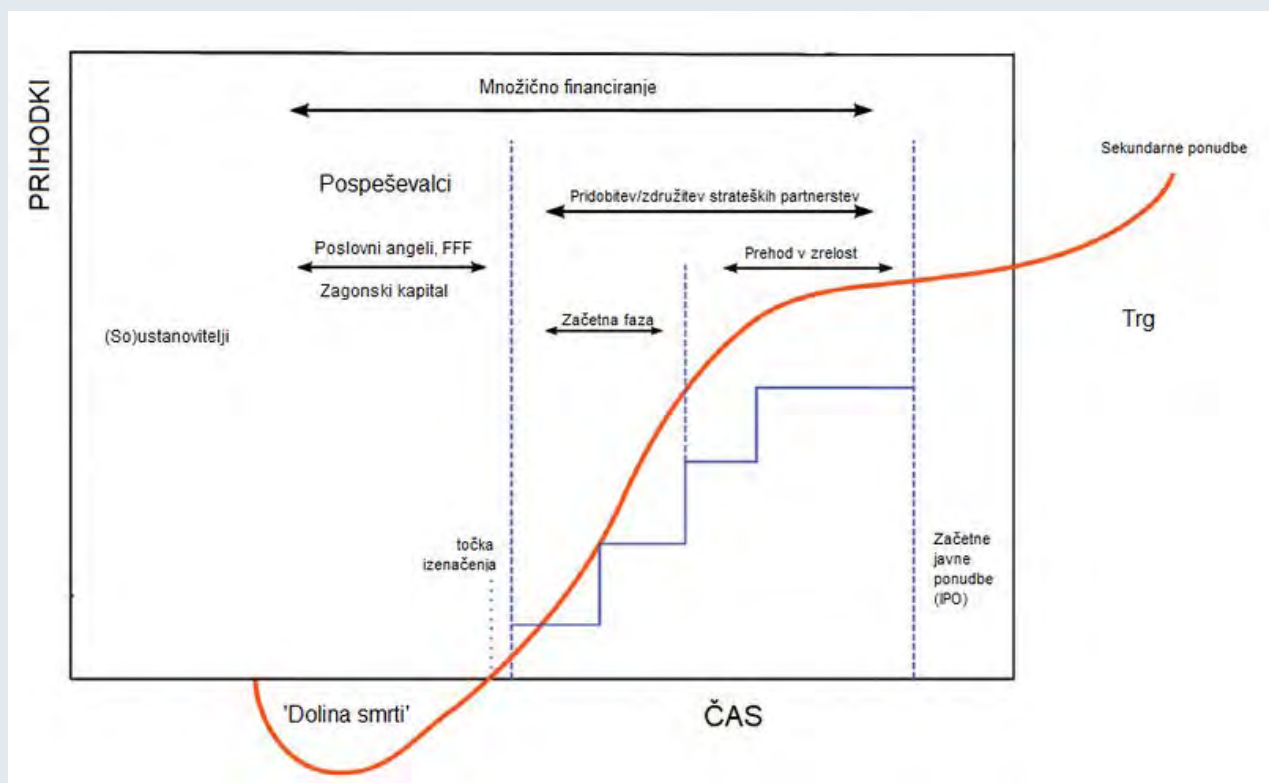 PRIHODKI
Množično financiranje
Sekundarne ponudbe
Pospeševalci
Pridobitev/združitev strateških partnerstev
Poslovni angeli, FFF
Prehod v zrelost
Zagonski kapital
Začetna faza
Trg
(So)ustanovitelji
točka
izenačenja
Začetne
javne
ponudbe
(IPO)
'Dolina smrti'
ČAS